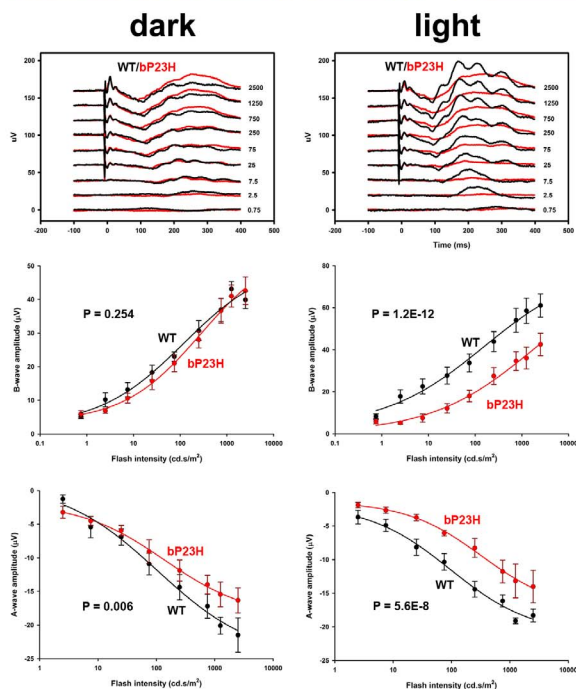 dark
light
WT/bP23H
WT/bP23H
200
150
100
50
0
uV
2500
1250
750
250
75
25
7.5
2.5
0.75
-200 -100 0 100 200 300 400 500
200
150
100
50
0
uV
2500
1250
750
250
75
25
7.5
2.5
0.75
-200 -100 0 100 200 300 400 500
Time (ms)
B-wave amplitude (μV)
50
40
30
20
10
0
P = 0.254
WT
bP23H
0.1 1 10 100 1000 10000
Flash intensity (cd.s/m²)
B-wave amplitude (μV)
80
60
40
20
0
P = 1.2E-12
WT
bP23H
0.1 1 10 100 1000 10000
Flash intensity (cd.s/m²)
A-wave amplitude (μV)
0
-5
-10
-15
-20
-25
bP23H
WT
P = 0.006
1 10 100 1000 10000
Flash intensity (cd.s/m²)
A-wave amplitude (μV)
0
-5
-10
-15
-20
-25
bP23H
WT
P = 5.6E-8
1 10 100 1000 10000
Flash intensity (cd.s/m²)